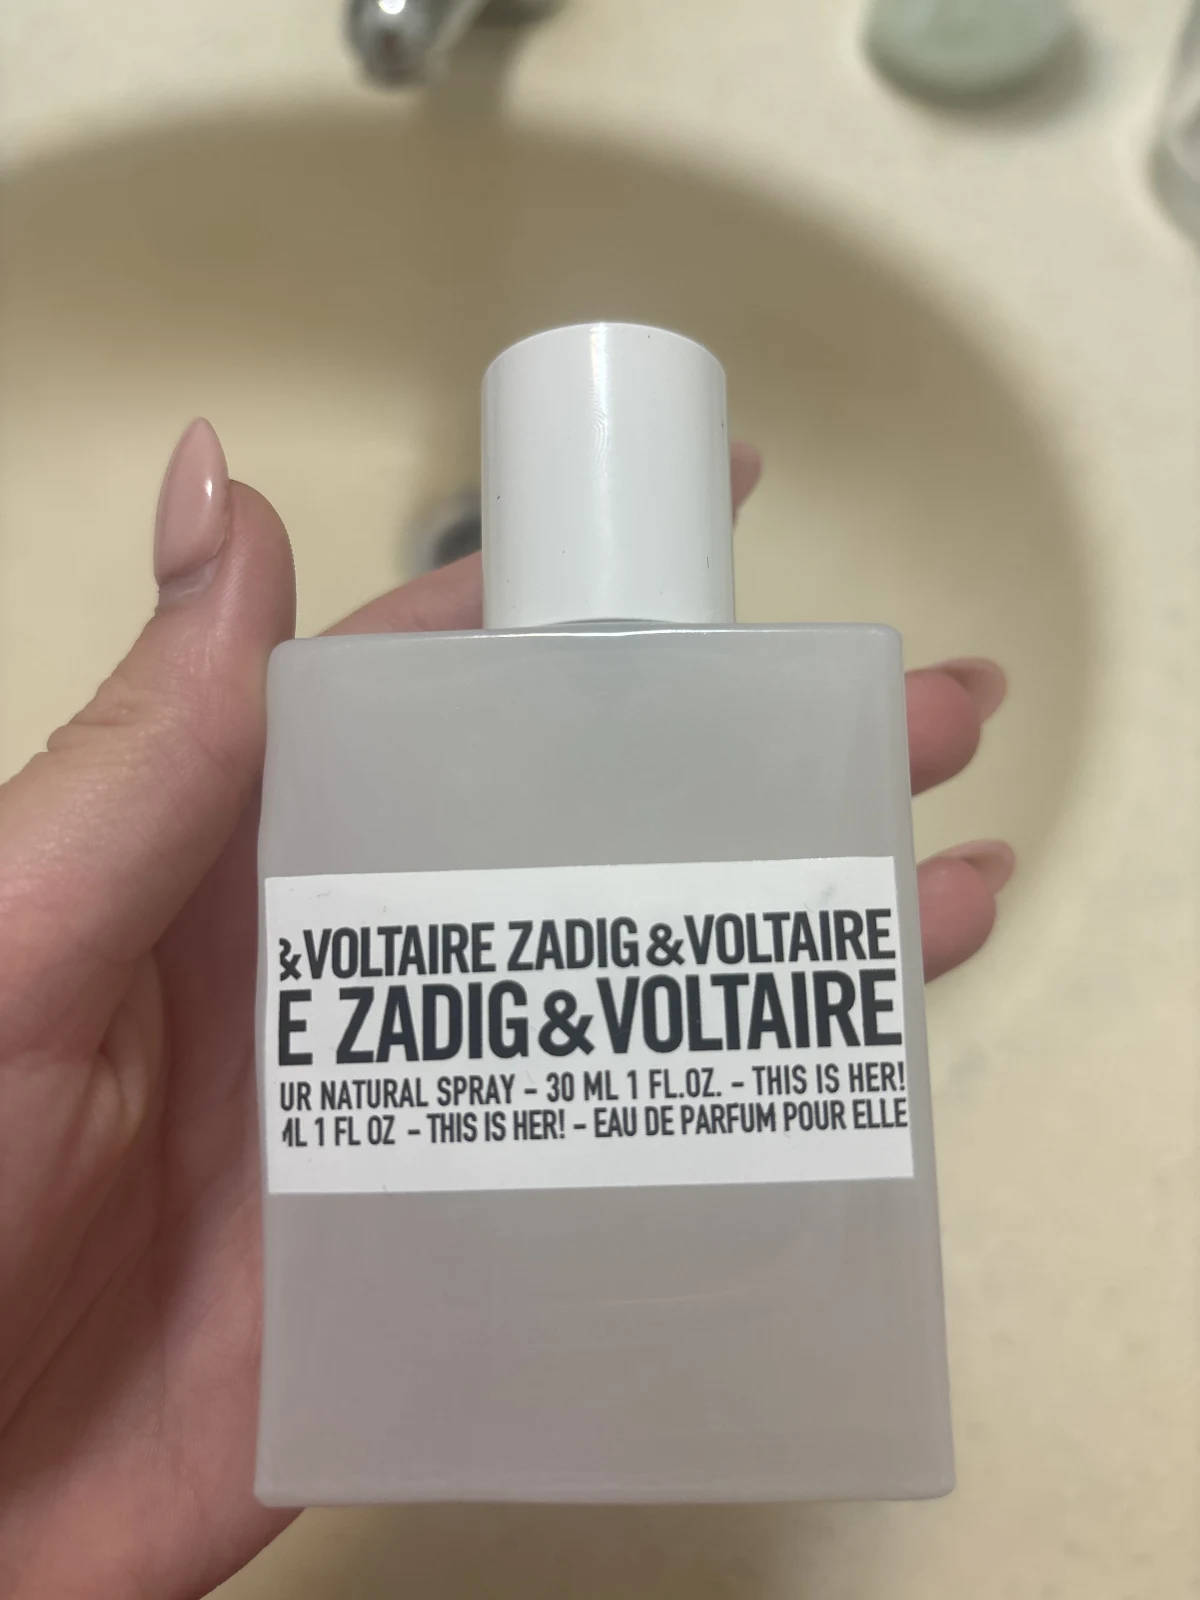 &VOLTAIRE ZADIG&VOLTAIRE
E ZADIG&VOLTAIRE
UR NATURAL SPRAY – 30 ML 1 FL.OZ. – THIS IS HER!
ML 1 FL OZ – THIS IS HER! – EAU DE PARFUM POUR ELLE